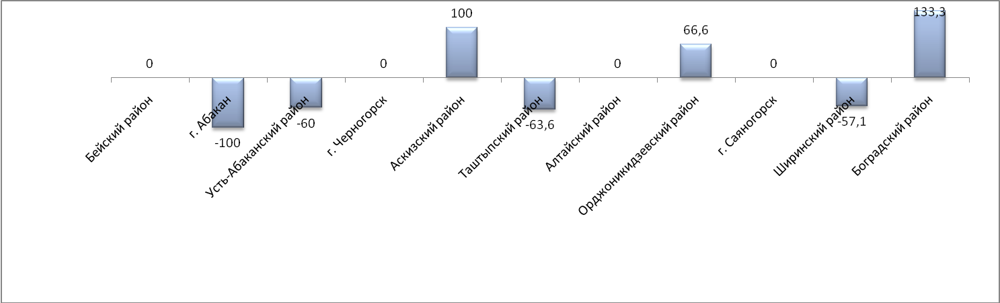 0
-100
-60
0
100
-63,6
0
66,6
0
-57,1
133,3
Бейский район
г. Абакан
Усть-Абаканский район
г. Черногорск
Аскизский район
Таштыпский район
Алтайский район
Орджоникидзевский район
г. Саяногорск
Ширинский район
Боградский район